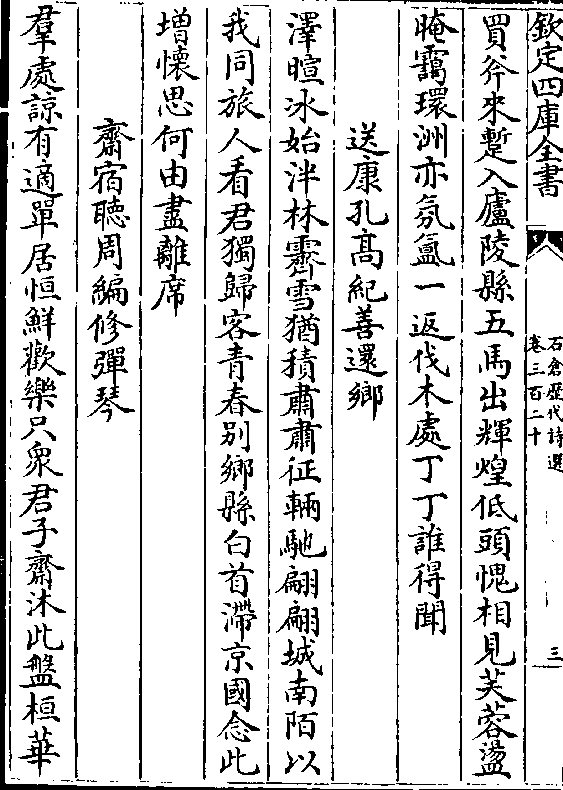 欽定四庫全書
石倉歷代詩選
卷三百二十
三
買斧來蹔入廬陵縣五馬出輝煌低頭愧相見芙蓉盪
晻靄環洲亦氛氳一返伐木處丁丁誰得聞
送康孔高紀善還鄉
澤暄冰始泮林霽雪猶積肅肅征輛馳翩翩城南陌以
我同旅人看君獨歸客青春别鄉縣白首滯京國念此
增懷思何由盡離席
齋宿聽周編修彈琴
羣處諒有適單居恒鮮歡樂只衆君子齋沐此盤桓華